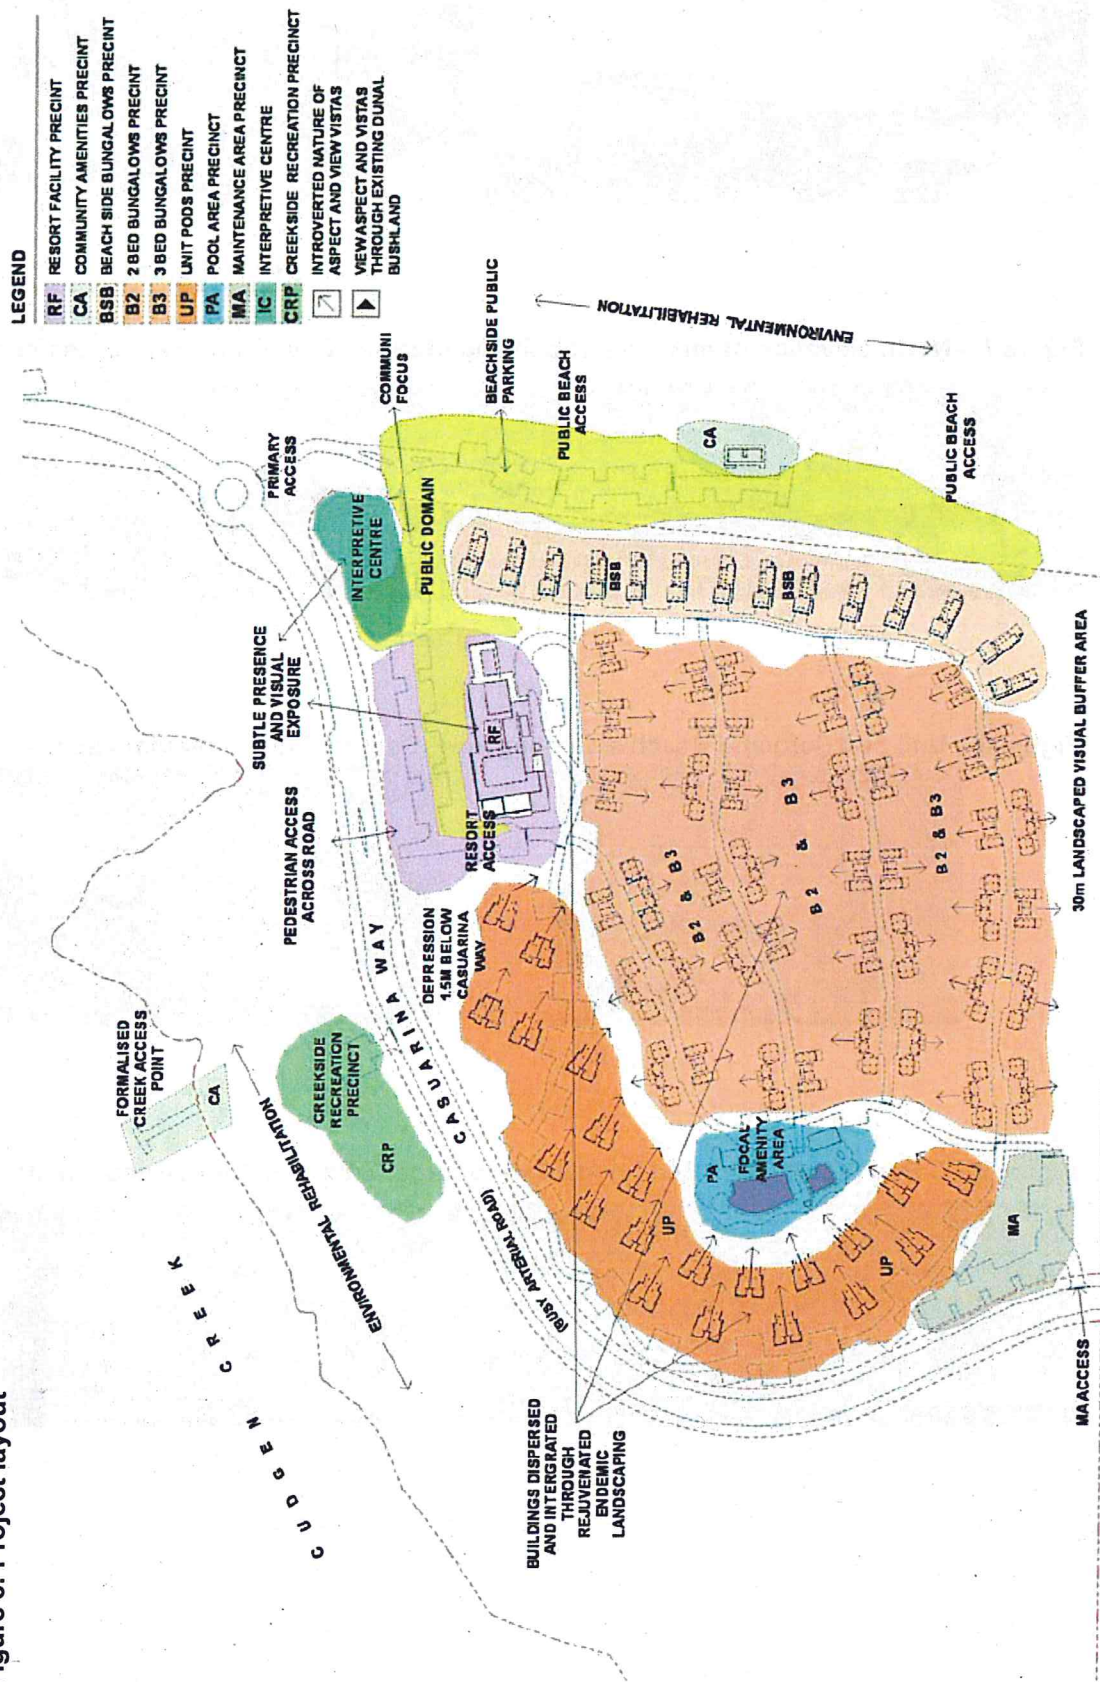 igure 6: Project layout
LEGEND
RF RESORT FACILITY PRECINT
CA COMMUNITY AMENITIES PRECINT
BSB BEACH SIDE BUNGALOWS PRECINT
B2 2 BED BUNGALOWS PRECINT
B3 3 BED BUNGALOWS PRECINT
UP UNIT PODS PRECINT
PA POOL AREA PRECINCT
MA MAINTENANCE AREA PRECINCT
IC INTERPRETIVE CENTRE
CRP CREEKSIDE RECREATION PRECINCT
INTROVERTED NATURE OF
ASPECT AND VIEW VISTAS
VIEW ASPECT AND VISTAS
THROUGH EXISTING DUNAL
BUSHLAND
FORMALISED
CREEK ACCESS
POINT
CA
CUDGEN CREEK
ENVIRONMENTAL REHABILITATION
CREEKSIDE
RECREATION
PRECINCT
CRP
PEDESTRIAN ACCESS
ACROSS ROAD
SUBTLE PRESENCE
AND VISUAL
EXPOSURE
PRIMARY
ACCESS
COMMUNI
FOCUS
INTERPRETIVE
CENTRE
PUBLIC DOMAIN
BEACHSIDE PUBLIC
PARKING
PUBLIC BEACH
ACCESS
CA
PUBLIC BEACH
ACCESS
ENVIRONMENTAL REHABILITATION
CASUARINA WAY
(BUSY ARTERIAL ROAD)
DEPRESSION
1.5M BELOW
CASUARINA
WAY
RESORT
ACCESS
RF
BSB
BSB
B2 & B3
B2 & B3
B2 & B3
UP
PA
FOCAL
AMENITY
AREA
UP
MA
BUILDINGS DISPERSED
AND INTERGRATED
THROUGH
REJUVENATED
ENDEMIC
LANDSCAPING
MA ACCESS
30m LANDSCAPED VISUAL BUFFER AREA